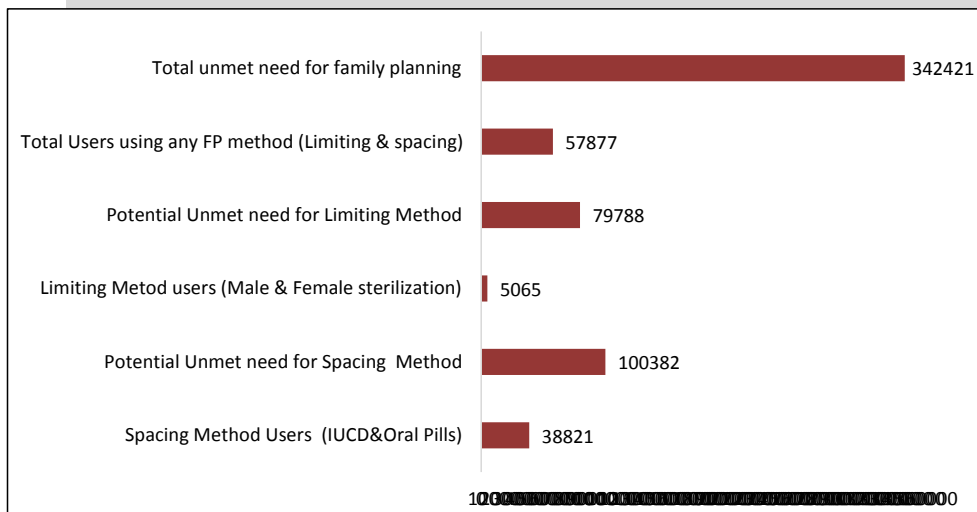 Total unmet need for family planning
342421
Total Users using any FP method (Limiting & spacing)
57877
Potential Unmet need for Limiting Method
79788
Limiting Metod users (Male & Female sterilization)
5065
Potential Unmet need for Spacing Method
100382
Spacing Method Users (IUCD&Oral Pills)
38821